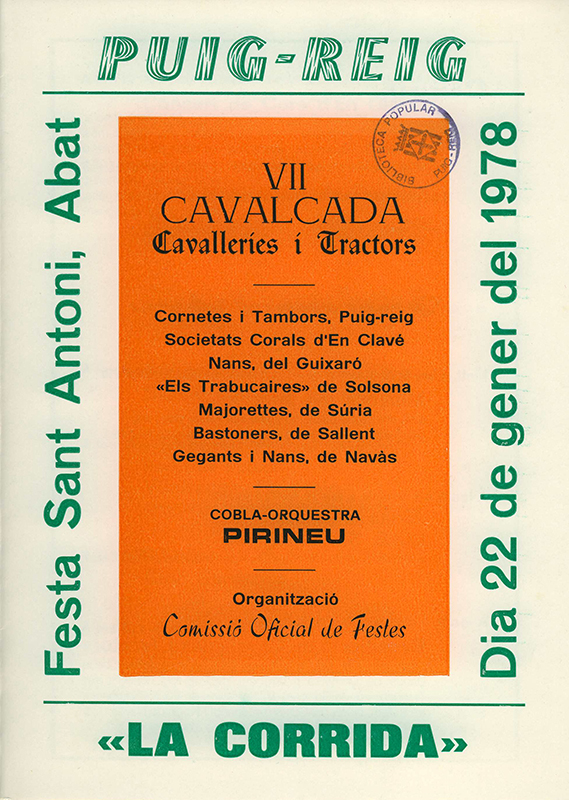 PUIG-REIG
Festa Sant Antoni, Abat
VII
CAVALCADA
Cavalleries i Tractors
Cornetes i Tambors, Puig-reig
Societats Corals d'En Clavé
Nans, del Guixaró
«Els Trabucaires» de Solsona
Majorettes, de Súria
Bastoners, de Sallent
Gegants i Nans, de Navàs
COBLA-ORQUESTRA
PIRINEU
Organització
Comissió Oficial de Festes
Dia 22 de gener del 1978
«LA CORRIDA»
BIBLIOTECA POPULAR
PUIG-REIG